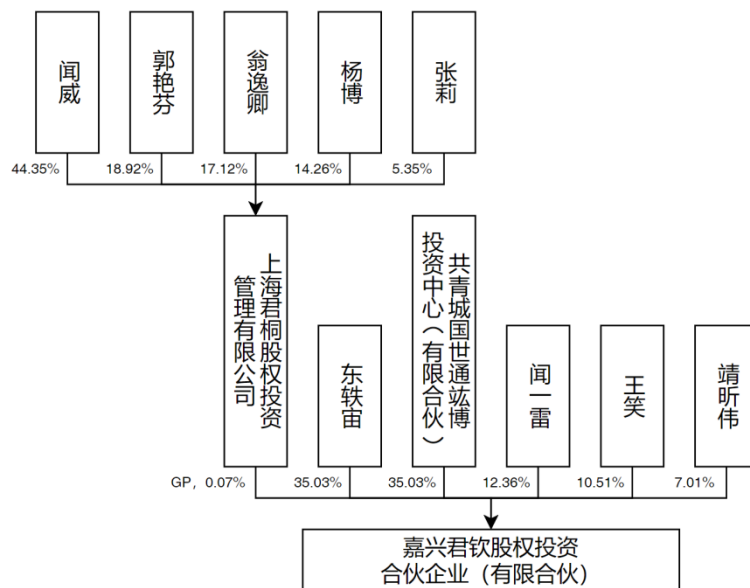 闻威
郭艳芬
翁逸卿
杨博
张莉
44.35%
18.92%
17.12%
14.26%
5.35%
上海君桐股权投资
管理有限公司
东轶宙
共青城国世通竑博
投资中心（有限合伙）
闻一雷
王笑
靖昕伟
GP，0.07%
35.03%
35.03%
12.36%
10.51%
7.01%
嘉兴君钦股权投资
合伙企业（有限合伙）